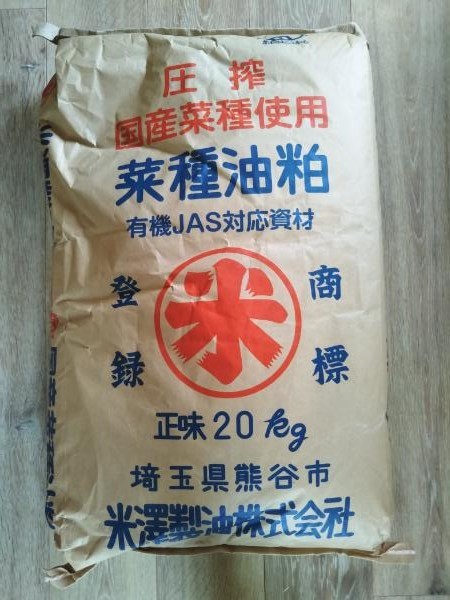 圧搾
国産菜種使用
菜種油粕
有機JAS対応資材
登録
米
商標
正味20kg
埼玉県熊谷市
米澤製油株式会社